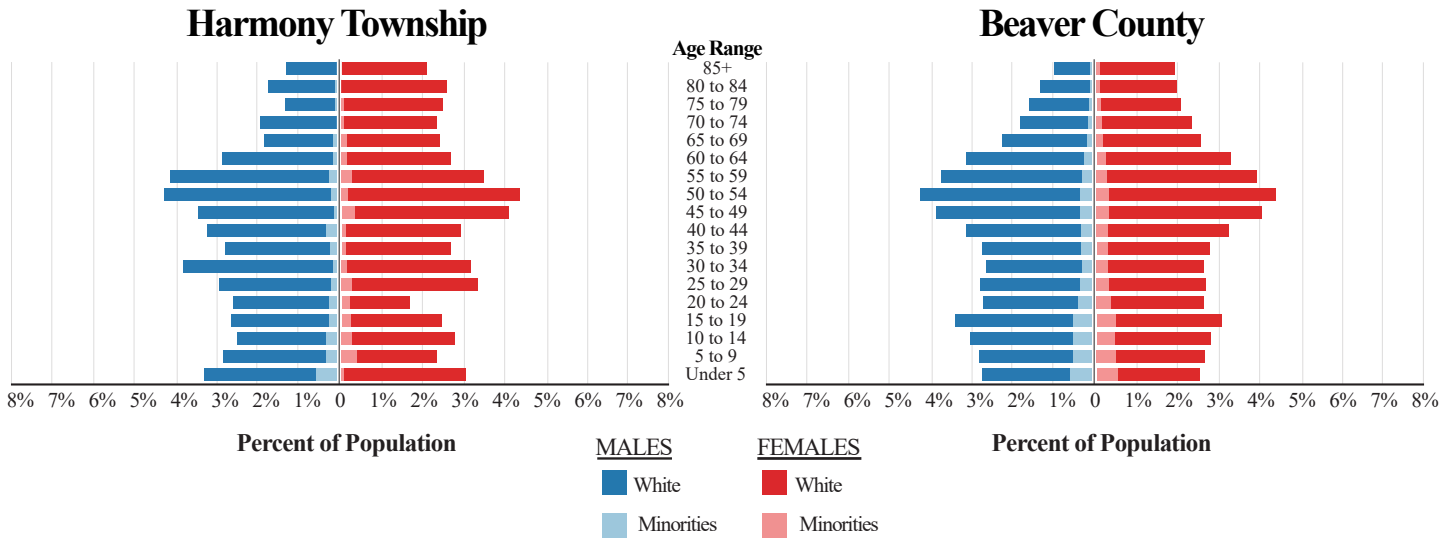 Harmony Township
Beaver County
Age Range
85+
80 to 84
75 to 79
70 to 74
65 to 69
60 to 64
55 to 59
50 to 54
45 to 49
40 to 44
35 to 39
30 to 34
25 to 29
20 to 24
15 to 19
10 to 14
5 to 9
Under 5
8% 7% 6% 5% 4% 3% 2% 1% 0 1% 2% 3% 4% 5% 6% 7% 8%
8% 7% 6% 5% 4% 3% 2% 1% 0 1% 2% 3% 4% 5% 6% 7% 8%
Percent of Population
Percent of Population
MALES
White
Minorities
FEMALES
White
Minorities